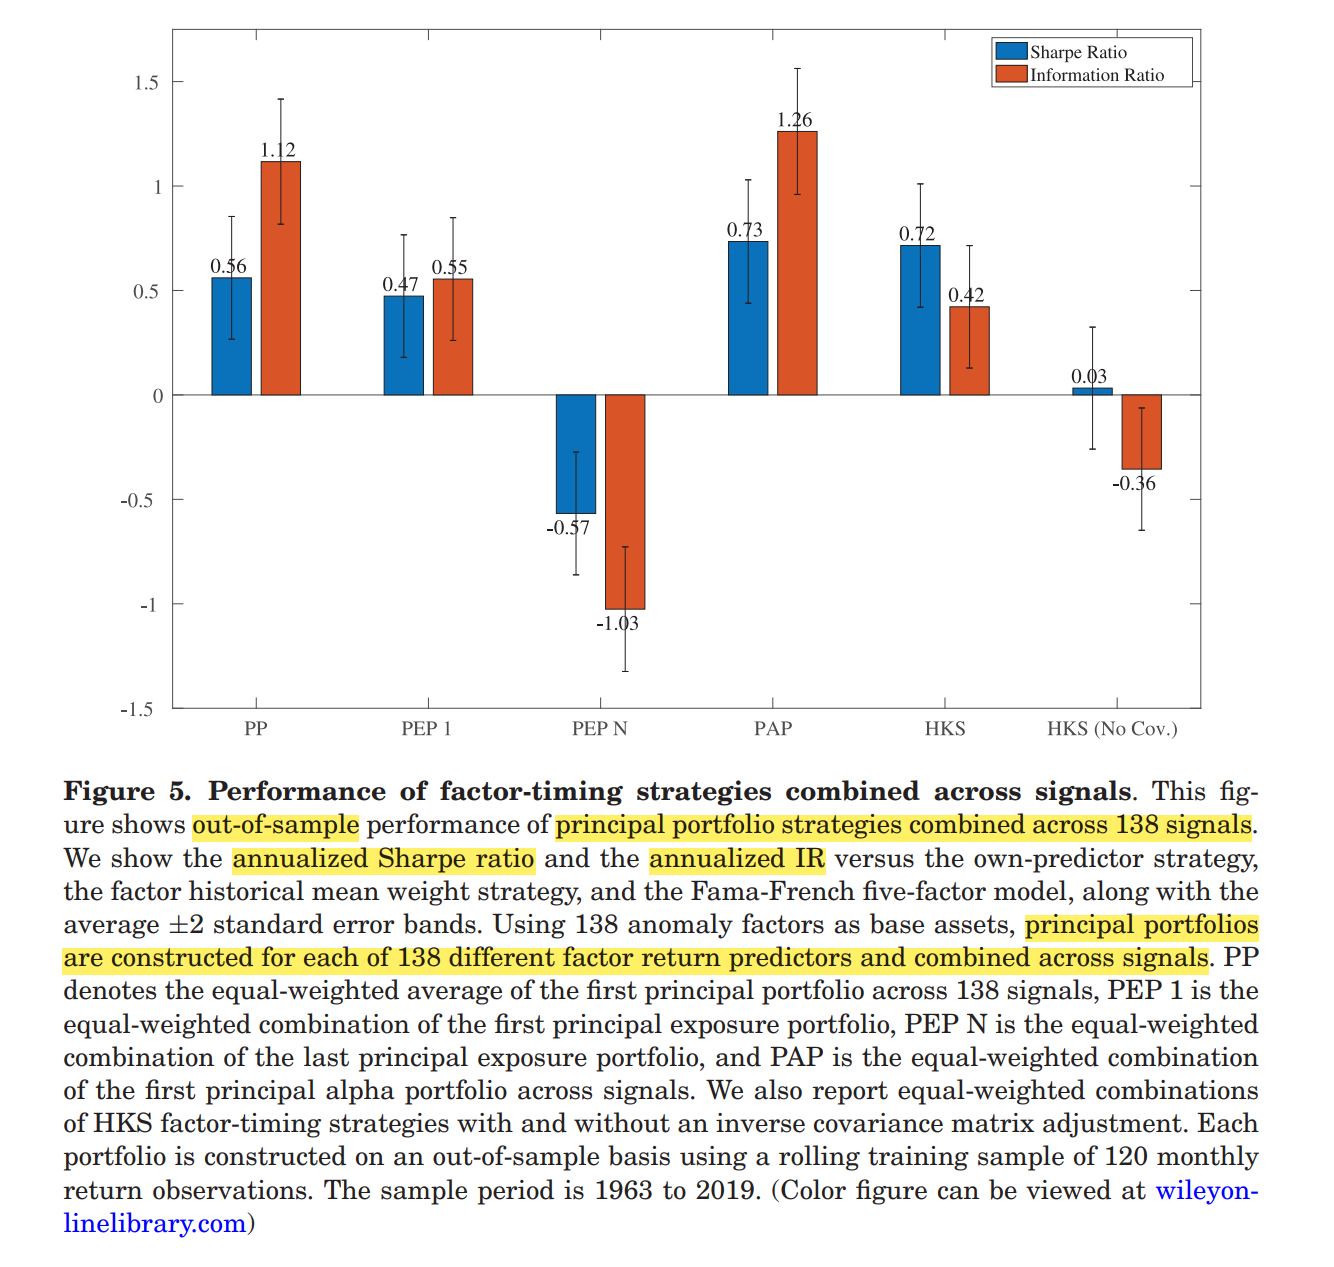 Sharpe Ratio
Information Ratio
1.5
1
0.5
0
-0.5
-1
-1.5
0.56
1.12
0.47
0.55
-0.57
-1.03
0.73
1.26
0.72
0.42
0.03
-0.36
PP
PEP 1
PEP N
PAP
HKS
HKS (No Cov.)
Figure 5. Performance of factor-timing strategies combined across signals. This fig-
ure shows out-of-sample performance of principal portfolio strategies combined across 138 signals.
We show the annualized Sharpe ratio and the annualized IR versus the own-predictor strategy,
the factor historical mean weight strategy, and the Fama-French five-factor model, along with the
average ±2 standard error bands. Using 138 anomaly factors as base assets, principal portfolios
are constructed for each of 138 different factor return predictors and combined across signals. PP
denotes the equal-weighted average of the first principal portfolio across 138 signals, PEP 1 is the
equal-weighted combination of the first principal exposure portfolio, PEP N is the equal-weighted
combination of the last principal exposure portfolio, and PAP is the equal-weighted combination
of the first principal alpha portfolio across signals. We also report equal-weighted combinations
of HKS factor-timing strategies with and without an inverse covariance matrix adjustment. Each
portfolio is constructed on an out-of-sample basis using a rolling training sample of 120 monthly
return observations. The sample period is 1963 to 2019. (Color figure can be viewed at wileyon-
linelibrary.com)